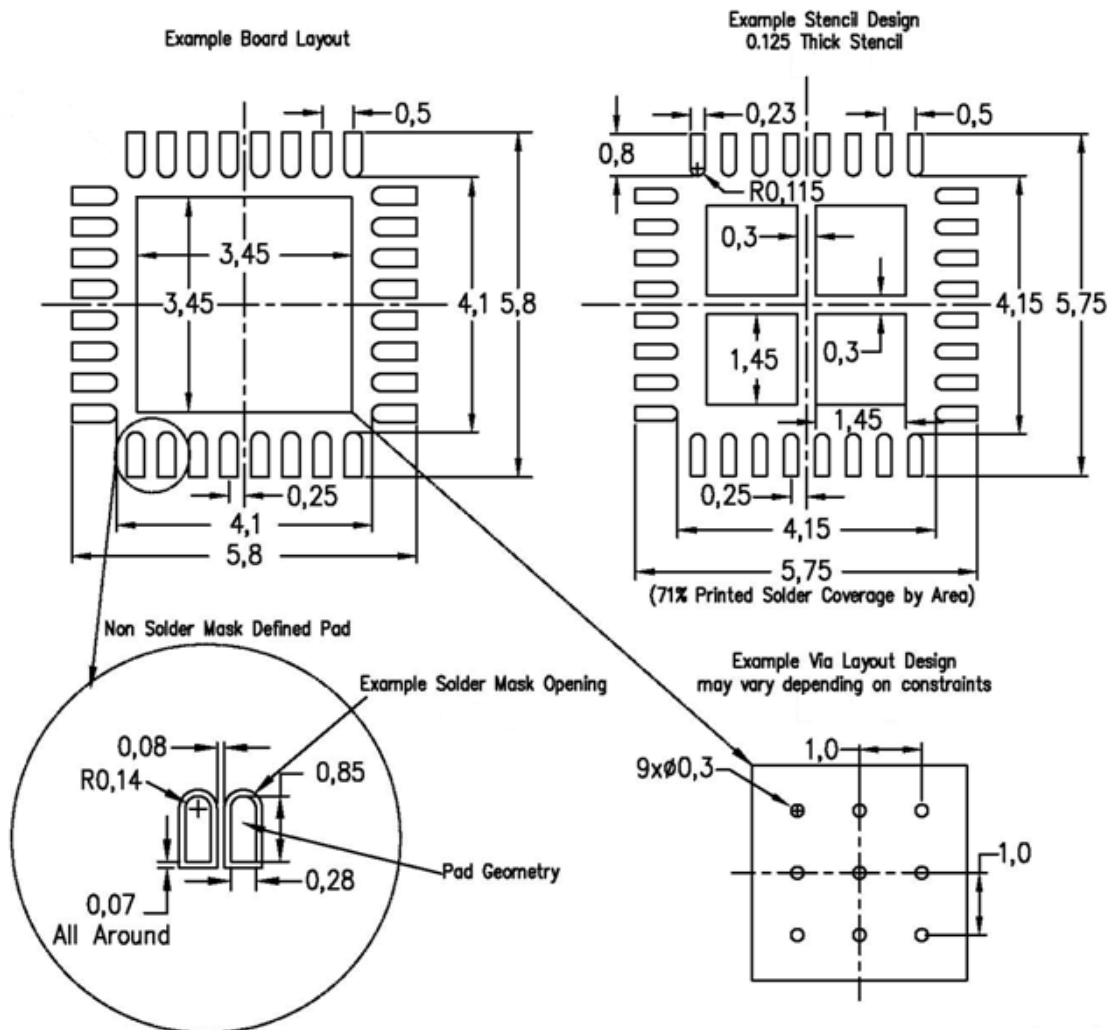 Example Board Layout
0,5
3,45
3,45
4,1
5,8
0,25
4,1
5,8
Example Stencil Design
0.125 Thick Stencil
0,23
0,5
0,8
R0,115
0,3
4,15
5,75
1,45
0,3
1,45
0,25
4,15
5,75
(71% Printed Solder Coverage by Area)
Non Solder Mask Defined Pad
Example Solder Mask Opening
0,08
R0,14
0,85
Pad Geometry
0,28
0,07
All Around
Example Via Layout Design
may vary depending on constraints
1,0
9xø0,3
1,0